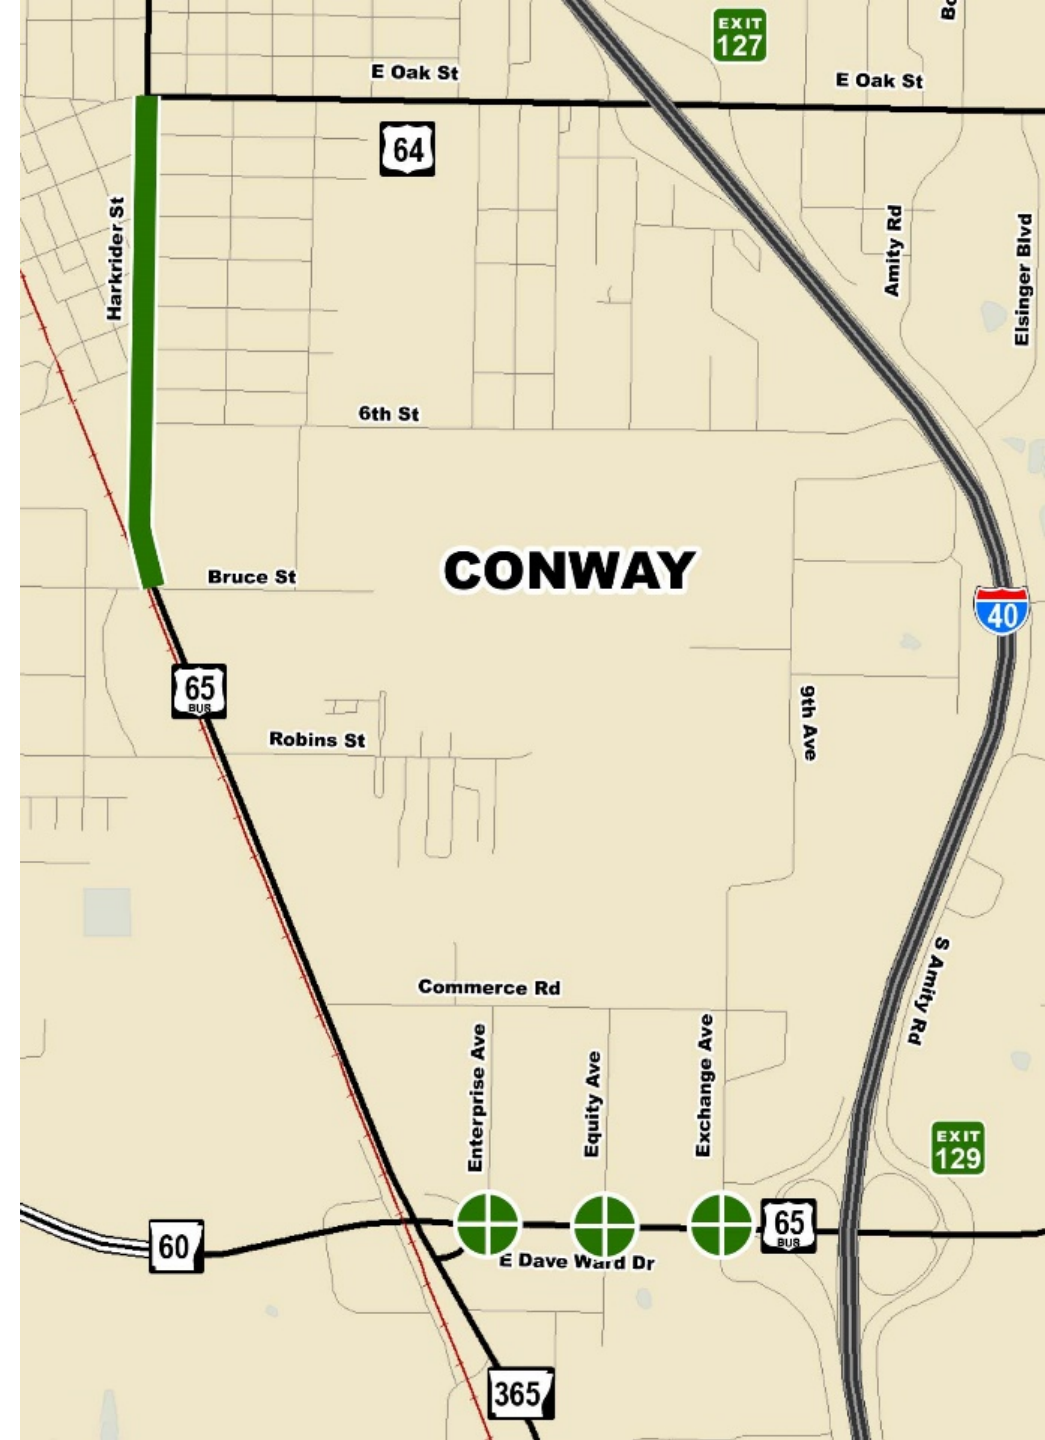 EXIT
127
Bo
E Oak St
E Oak St
64
Harkrider St
Amity Rd
Elsinger Blvd
6th St
CONWAY
Bruce St
40
65
BUS
9th Ave
Robins St
S Amity Rd
Commerce Rd
Enterprise Ave
Equity Ave
Exchange Ave
EXIT
129
65
BUS
60
E Dave Ward Dr
365